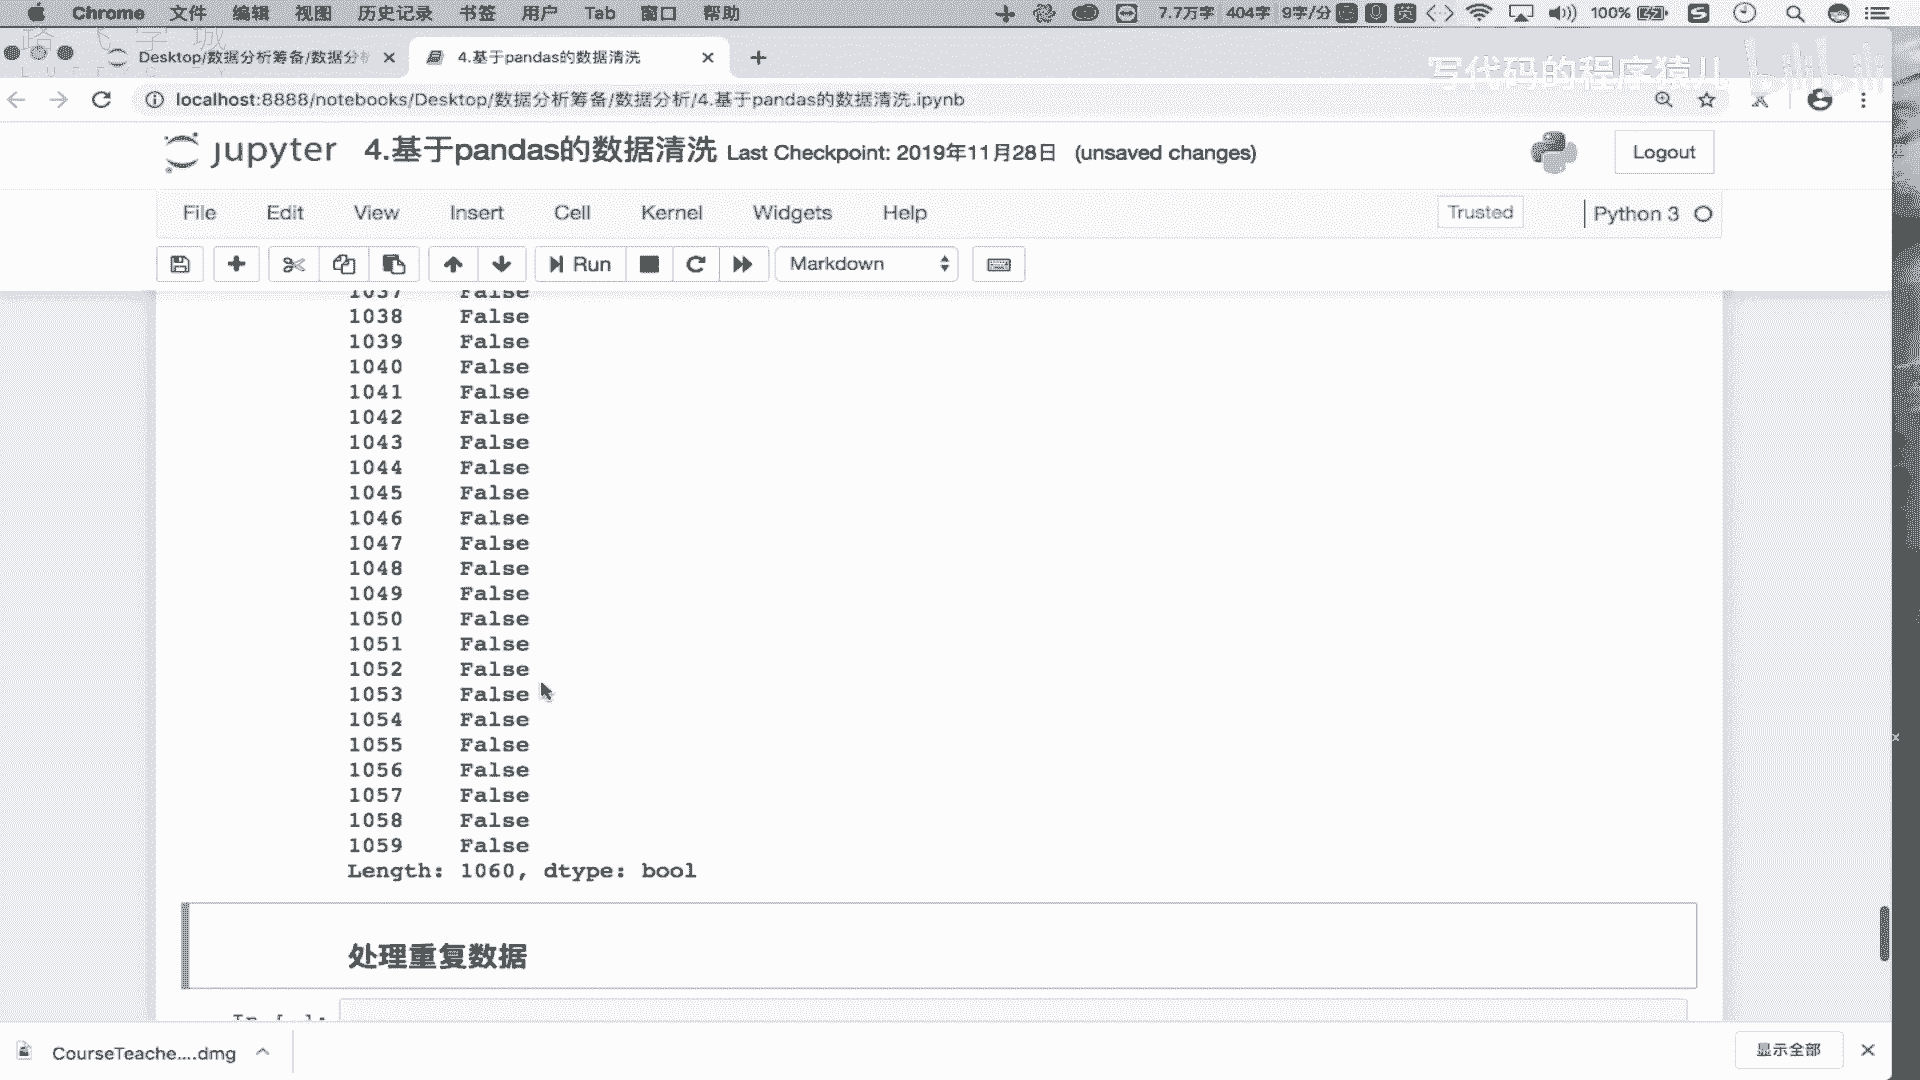 Chrome 文件 编辑 视图 历史记录 书签 用户 Tab 窗口 帮助 7.7万字 404字 9字/分 英 100%
Desktop/数据分析筹备/数据分析 4.基于pandas的数据清洗
写代码的程序猿儿 bilibili
localhost:8888/notebooks/Desktop/数据分析筹备/数据分析/4.基于pandas的数据清洗.ipynb
jupyter 4.基于pandas的数据清洗 Last Checkpoint: 2019年11月28日 (unsaved changes) Logout
File Edit View Insert Cell Kernel Widgets Help Trusted Python 3
Run Markdown
1037 False
1038 False
1039 False
1040 False
1041 False
1042 False
1043 False
1044 False
1045 False
1046 False
1047 False
1048 False
1049 False
1050 False
1051 False
1052 False
1053 False
1054 False
1055 False
1056 False
1057 False
1058 False
1059 False
Length: 1060, dtype: bool
处理重复数据
In [ ]:
CourseTeache....dmg 显示全部